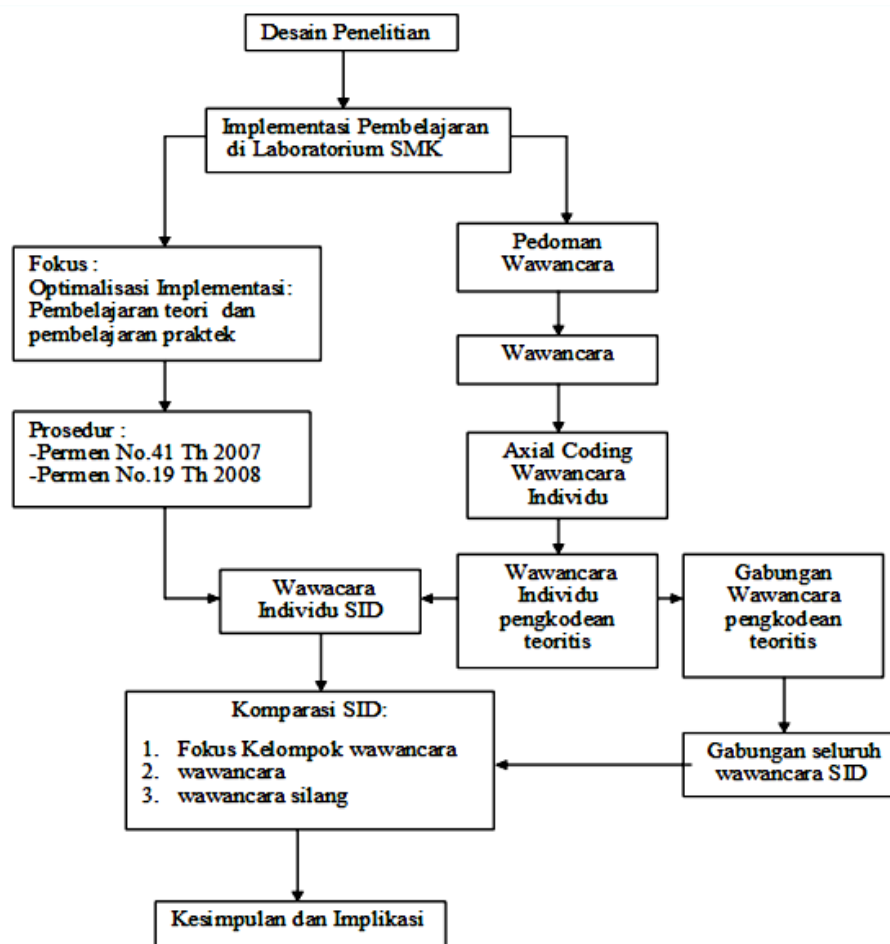 Desain Penelitian
Implementasi Pembelajaran
di Laboratorium SMK
Fokus :
Optimalisasi Implementasi:
Pembelajaran teori dan
pembelajaran praktek
Pedoman
Wawancara
Wawancara
Prosedur :
-Permen No.41 Th 2007
-Permen No.19 Th 2008
Axial Coding
Wawancara
Individu
Wawacara
Individu SID
Wawancara
Individu
pengkodean
teoritis
Gabungan
Wawancara
pengkodean
teoritis
Komparasi SID:
1. Fokus Kelompok wawancara
2. wawancara
3. wawancara silang
Gabungan seluruh
wawancara SID
Kesimpulan dan Implikasi